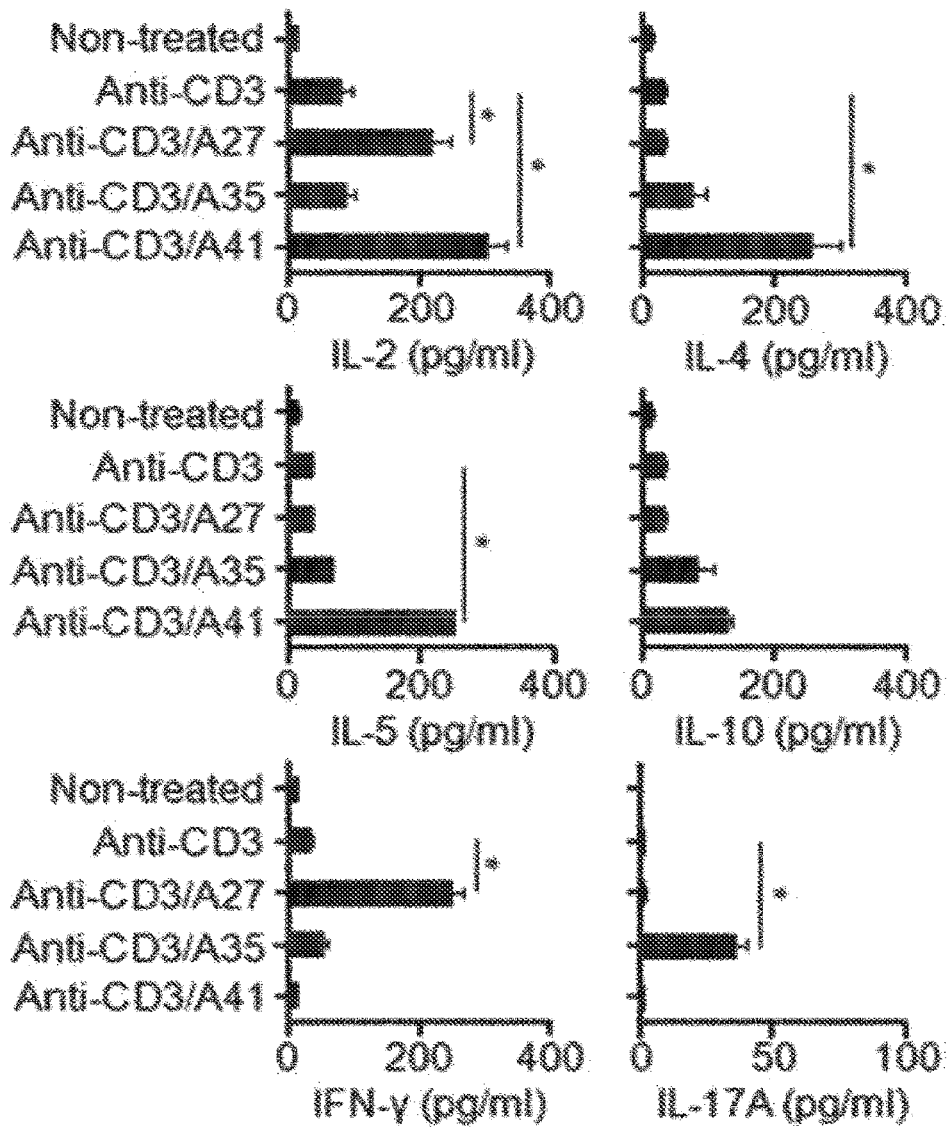 Non-treated
Anti-CD3
Anti-CD3/A27
Anti-CD3/A35
Anti-CD3/A41
*
*
*
0 200 400
0 200 400
IL-2 (pg/ml)
IL-4 (pg/ml)
Non-treated
Anti-CD3
Anti-CD3/A27
Anti-CD3/A35
Anti-CD3/A41
*
0 200 400
0 200 400
IL-5 (pg/ml)
IL-10 (pg/ml)
Non-treated
Anti-CD3
Anti-CD3/A27
Anti-CD3/A35
Anti-CD3/A41
*
*
0 200 400
0 50 100
IFN-γ (pg/ml)
IL-17A (pg/ml)